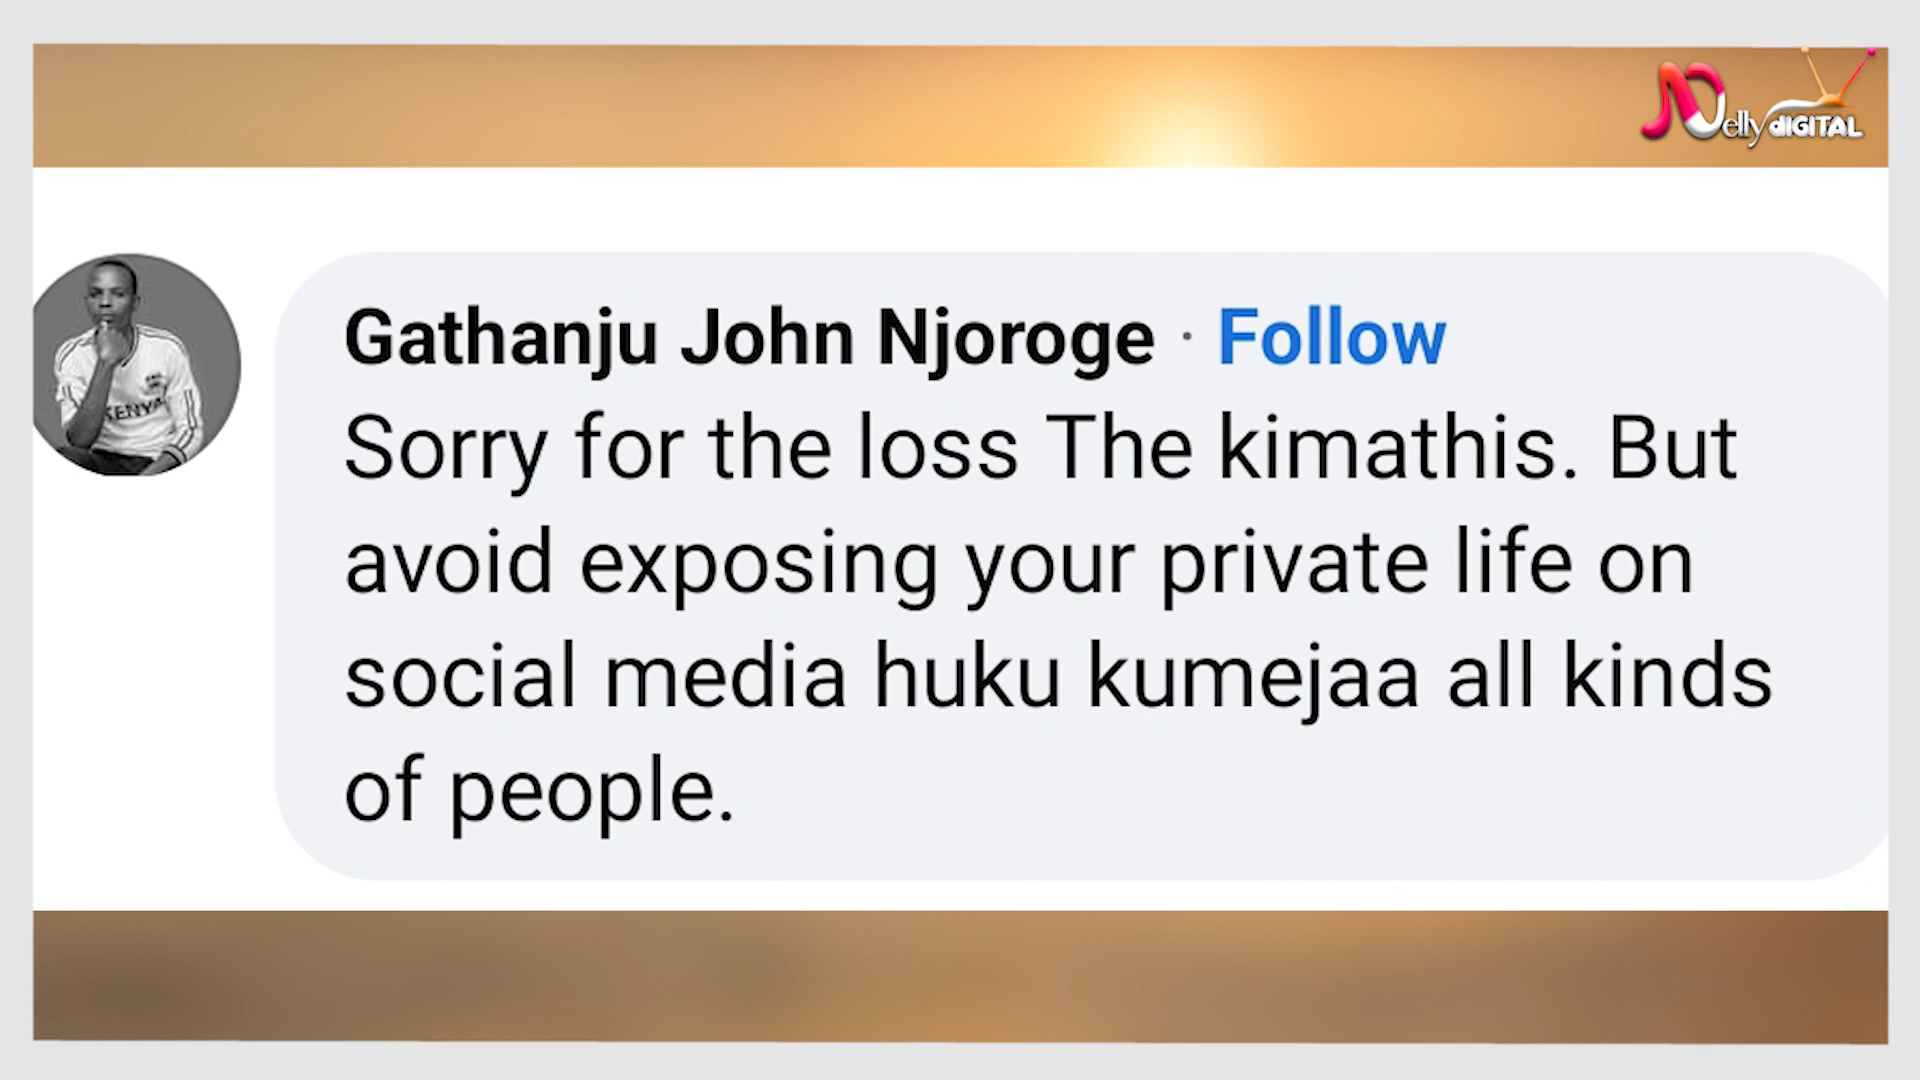 Nelly dIGITAL
Gathanju John Njoroge · Follow
Sorry for the loss The kimathis. But
avoid exposing your private life on
social media huku kumejaa all kinds
of people.
KENYA